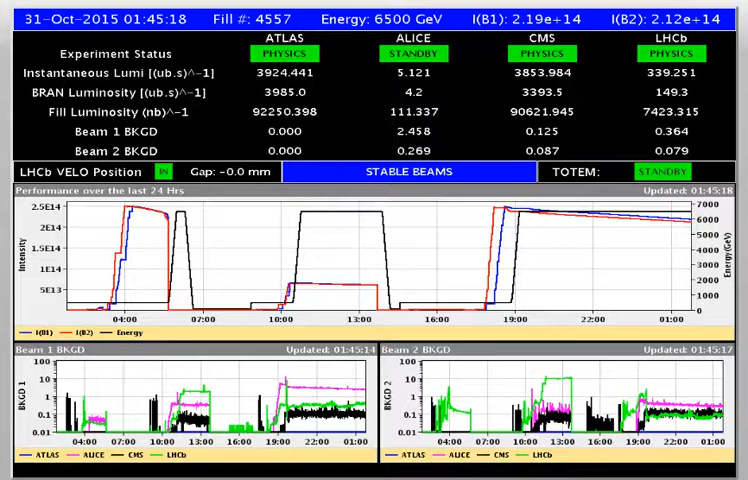 31-Oct-2015 01:45:18 Fill #: 4557 Energy: 6500 GeV I(B1): 2.19e+14 I(B2): 2.12e+14
ATLAS ALICE CMS LHCb
Experiment Status PHYSICS STANDBY PHYSICS PHYSICS
Instantaneous Lumi [(ub.s)^-1] 3924.441 5.121 3853.984 339.251
BRAN Luminosity [(ub.s)^-1] 3985.0 4.2 3393.5 149.3
Fill Luminosity (nb)^-1 92250.398 111.337 90621.945 7423.315
Beam 1 BKGD 0.000 2.458 0.125 0.364
Beam 2 BKGD 0.000 0.269 0.087 0.079
LHCb VELO Position IN Gap: -0.0 mm STABLE BEAMS TOTEM: STANDBY
Performance over the last 24 Hrs Updated: 01:45:18
2.5E14 7000
2E14 6000
5000
1.5E14 4000
1E14 3000
2000
5E13 1000
0
Intensity
Energy(GeV)
04:00 07:00 10:00 13:00 16:00 19:00 22:00 01:00
I(B1) I(B2) Energy
Beam 1 BKGD Updated: 01:45:14 Beam 2 BKGD Updated: 01:45:17
100 100
10 10
1 1
0.1 0.1
0.01 0.01
BKGD 1 BKGD 2
04:00 07:00 10:00 13:00 16:00 19:00 22:00 01:00 04:00 07:00 10:00 13:00 16:00 19:00 22:00 01:00
ATLAS ALICE CMS LHCb ATLAS ALICE CMS LHCb